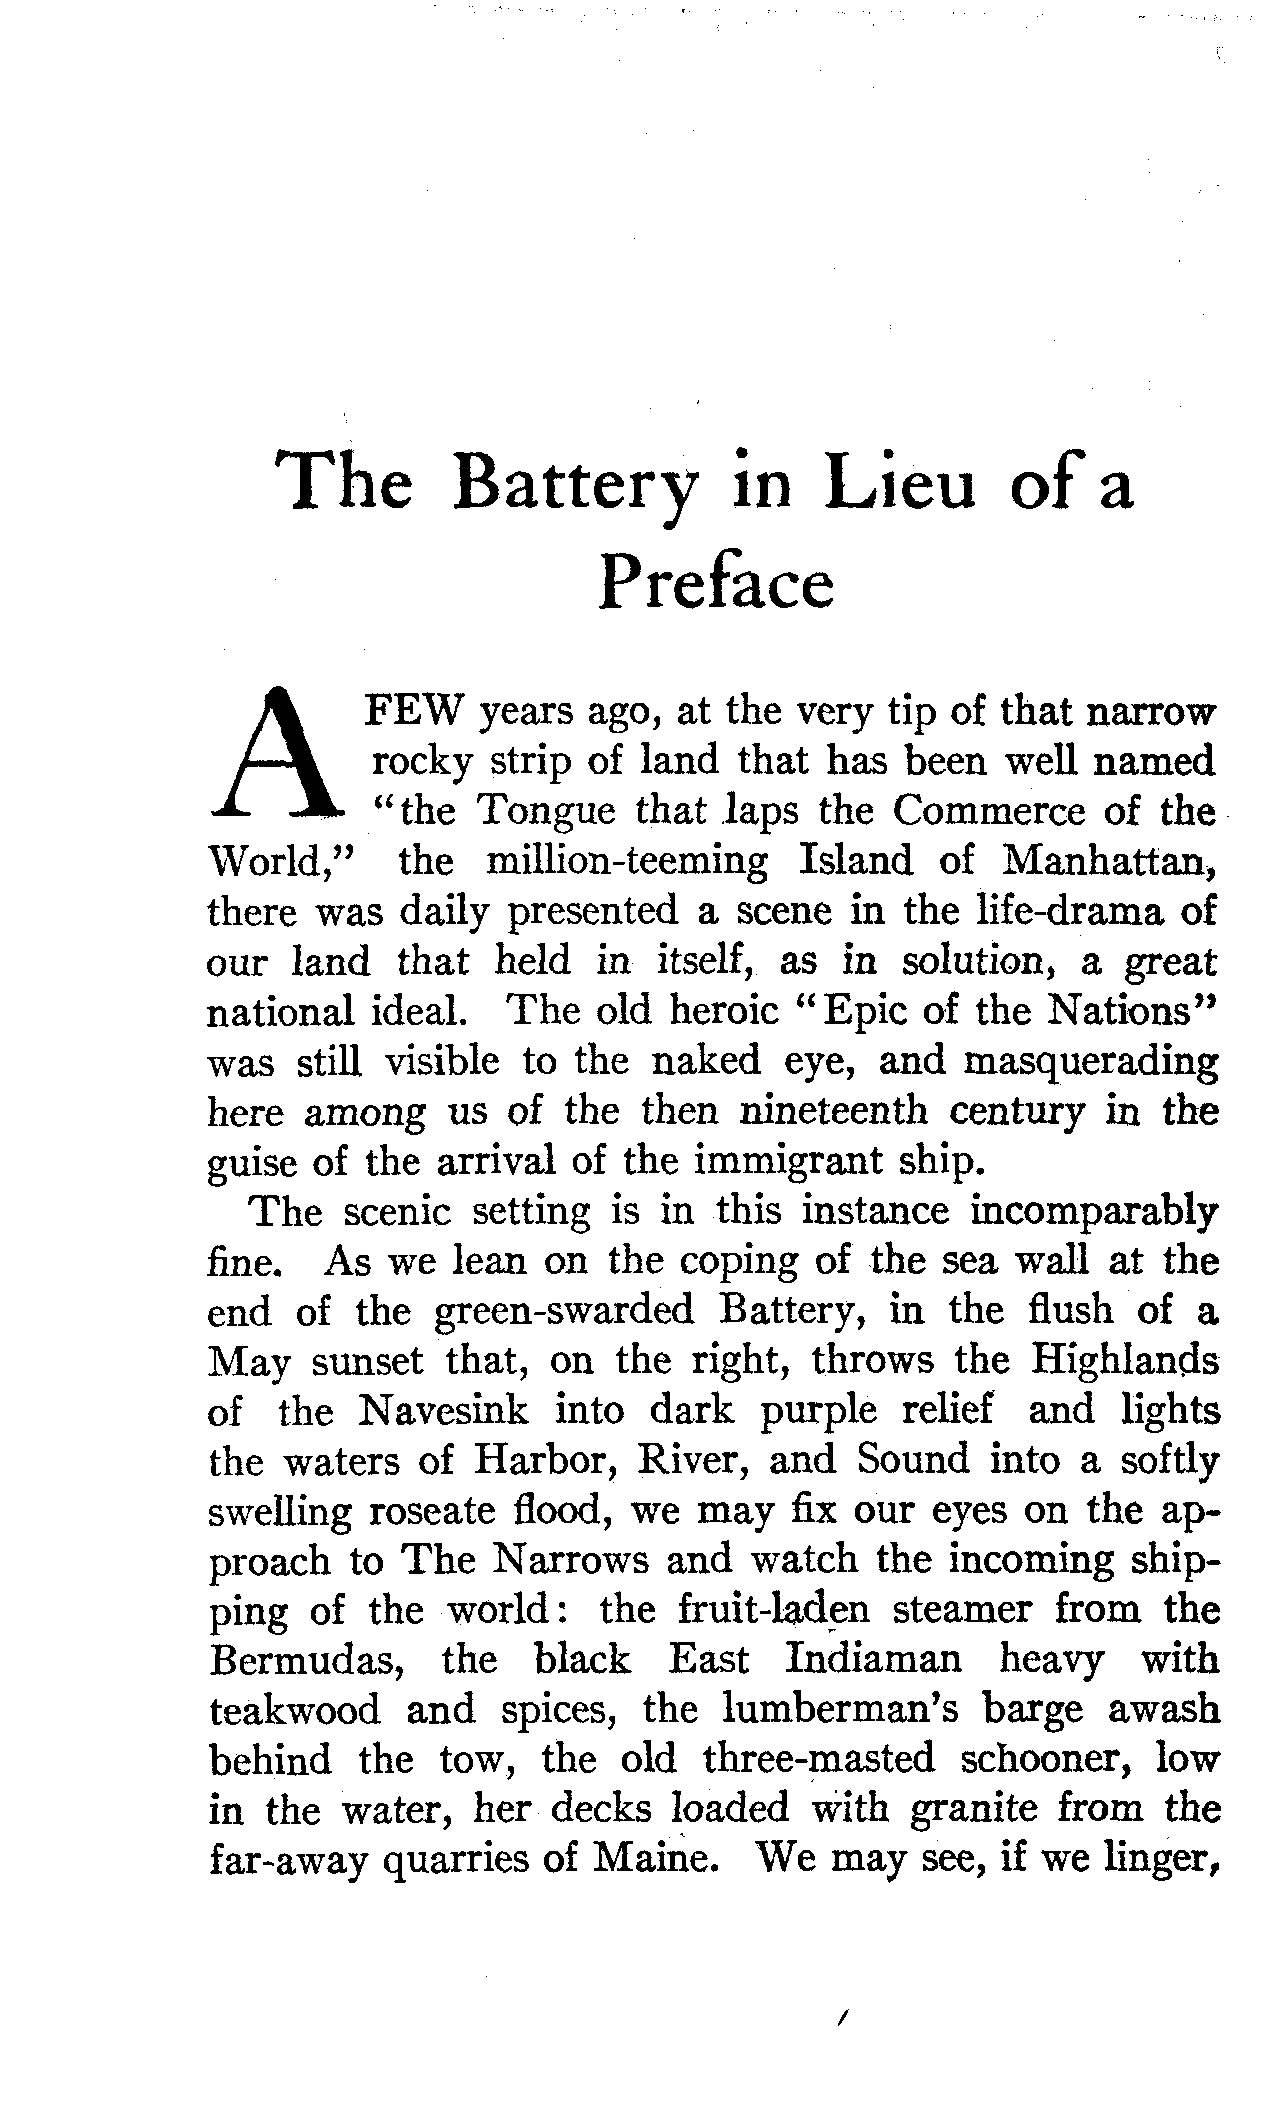 The Battery in Lieu of a
Preface
A FEW years ago, at the very tip of that narrow
rocky strip of land that has been well named
“the Tongue that laps the Commerce of the
World,” the million-teeming Island of Manhattan,
there was daily presented a scene in the life-drama of
our land that held in itself, as in solution, a great
national ideal. The old heroic “Epic of the Nations”
was still visible to the naked eye, and masquerading
here among us of the then nineteenth century in the
guise of the arrival of the immigrant ship.
The scenic setting is in this instance incomparably
fine. As we lean on the coping of the sea wall at the
end of the green-swarded Battery, in the flush of a
May sunset that, on the right, throws the Highlands
of the Navesink into dark purple relief and lights
the waters of Harbor, River, and Sound into a softly
swelling roseate flood, we may fix our eyes on the ap-
proach to The Narrows and watch the incoming ship-
ping of the world: the fruit-laden steamer from the
Bermudas, the black East Indiaman heavy with
teakwood and spices, the lumberman's barge awash
behind the tow, the old three-masted schooner, low
in the water, her decks loaded with granite from the
far-away quarries of Maine. We may see, if we linger,